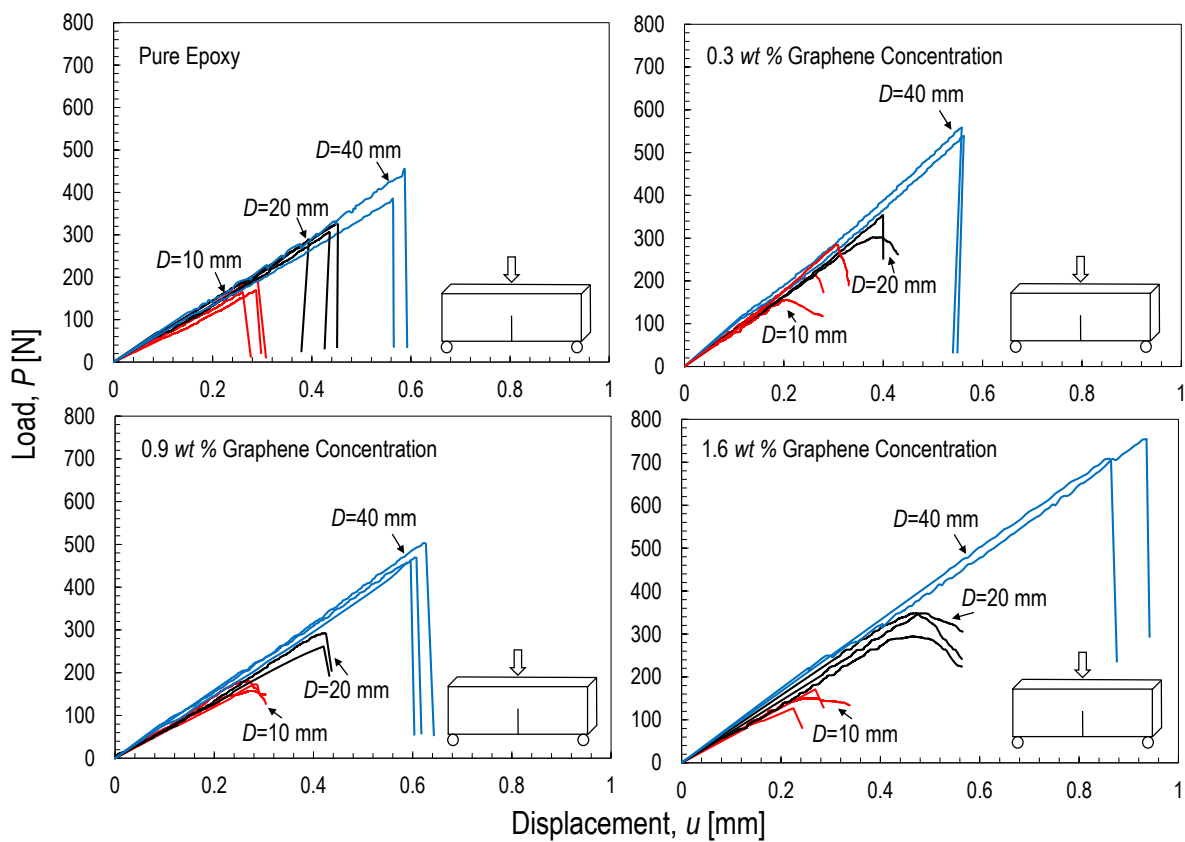 Load, P [N]
800
700
600
500
400
300
200
100
0
Pure Epoxy
D=40 mm
D=20 mm
D=10 mm
0 0.2 0.4 0.6 0.8 1
800
700
600
500
400
300
200
100
0
0.3 wt % Graphene Concentration
D=40 mm
D=20 mm
D=10 mm
0 0.2 0.4 0.6 0.8 1
800
700
600
500
400
300
200
100
0
0.9 wt % Graphene Concentration
D=40 mm
D=20 mm
D=10 mm
0 0.2 0.4 0.6 0.8 1
800
700
600
500
400
300
200
100
0
1.6 wt % Graphene Concentration
D=40 mm
D=20 mm
D=10 mm
0 0.2 0.4 0.6 0.8 1
Displacement, u [mm]